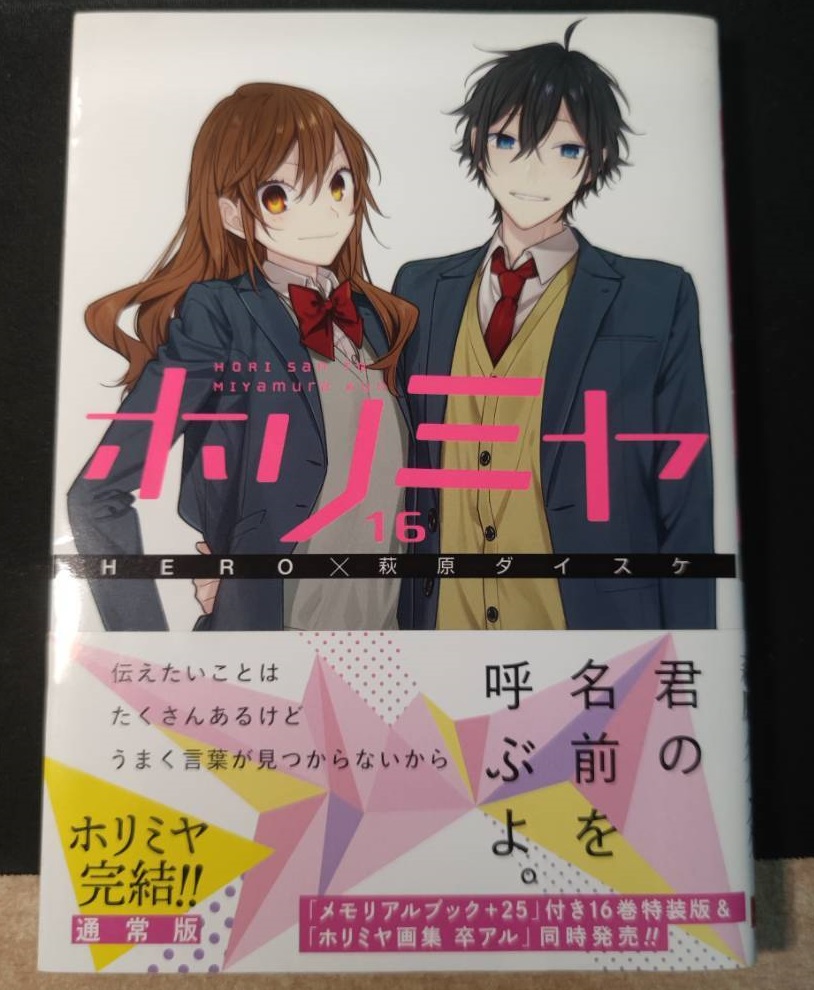 HORI San
MIYamura
ホリミヤ
16
HERO×萩原ダイスケ
君の
名前を
呼ぶよ。
伝えたいことは
たくさんあるけど
うまく言葉が見つからないから
ホリミヤ
完結!!
通常版
「メモリアルブック+25」付き16巻特装版&
「ホリミヤ画集 卒アル」同時発売!!